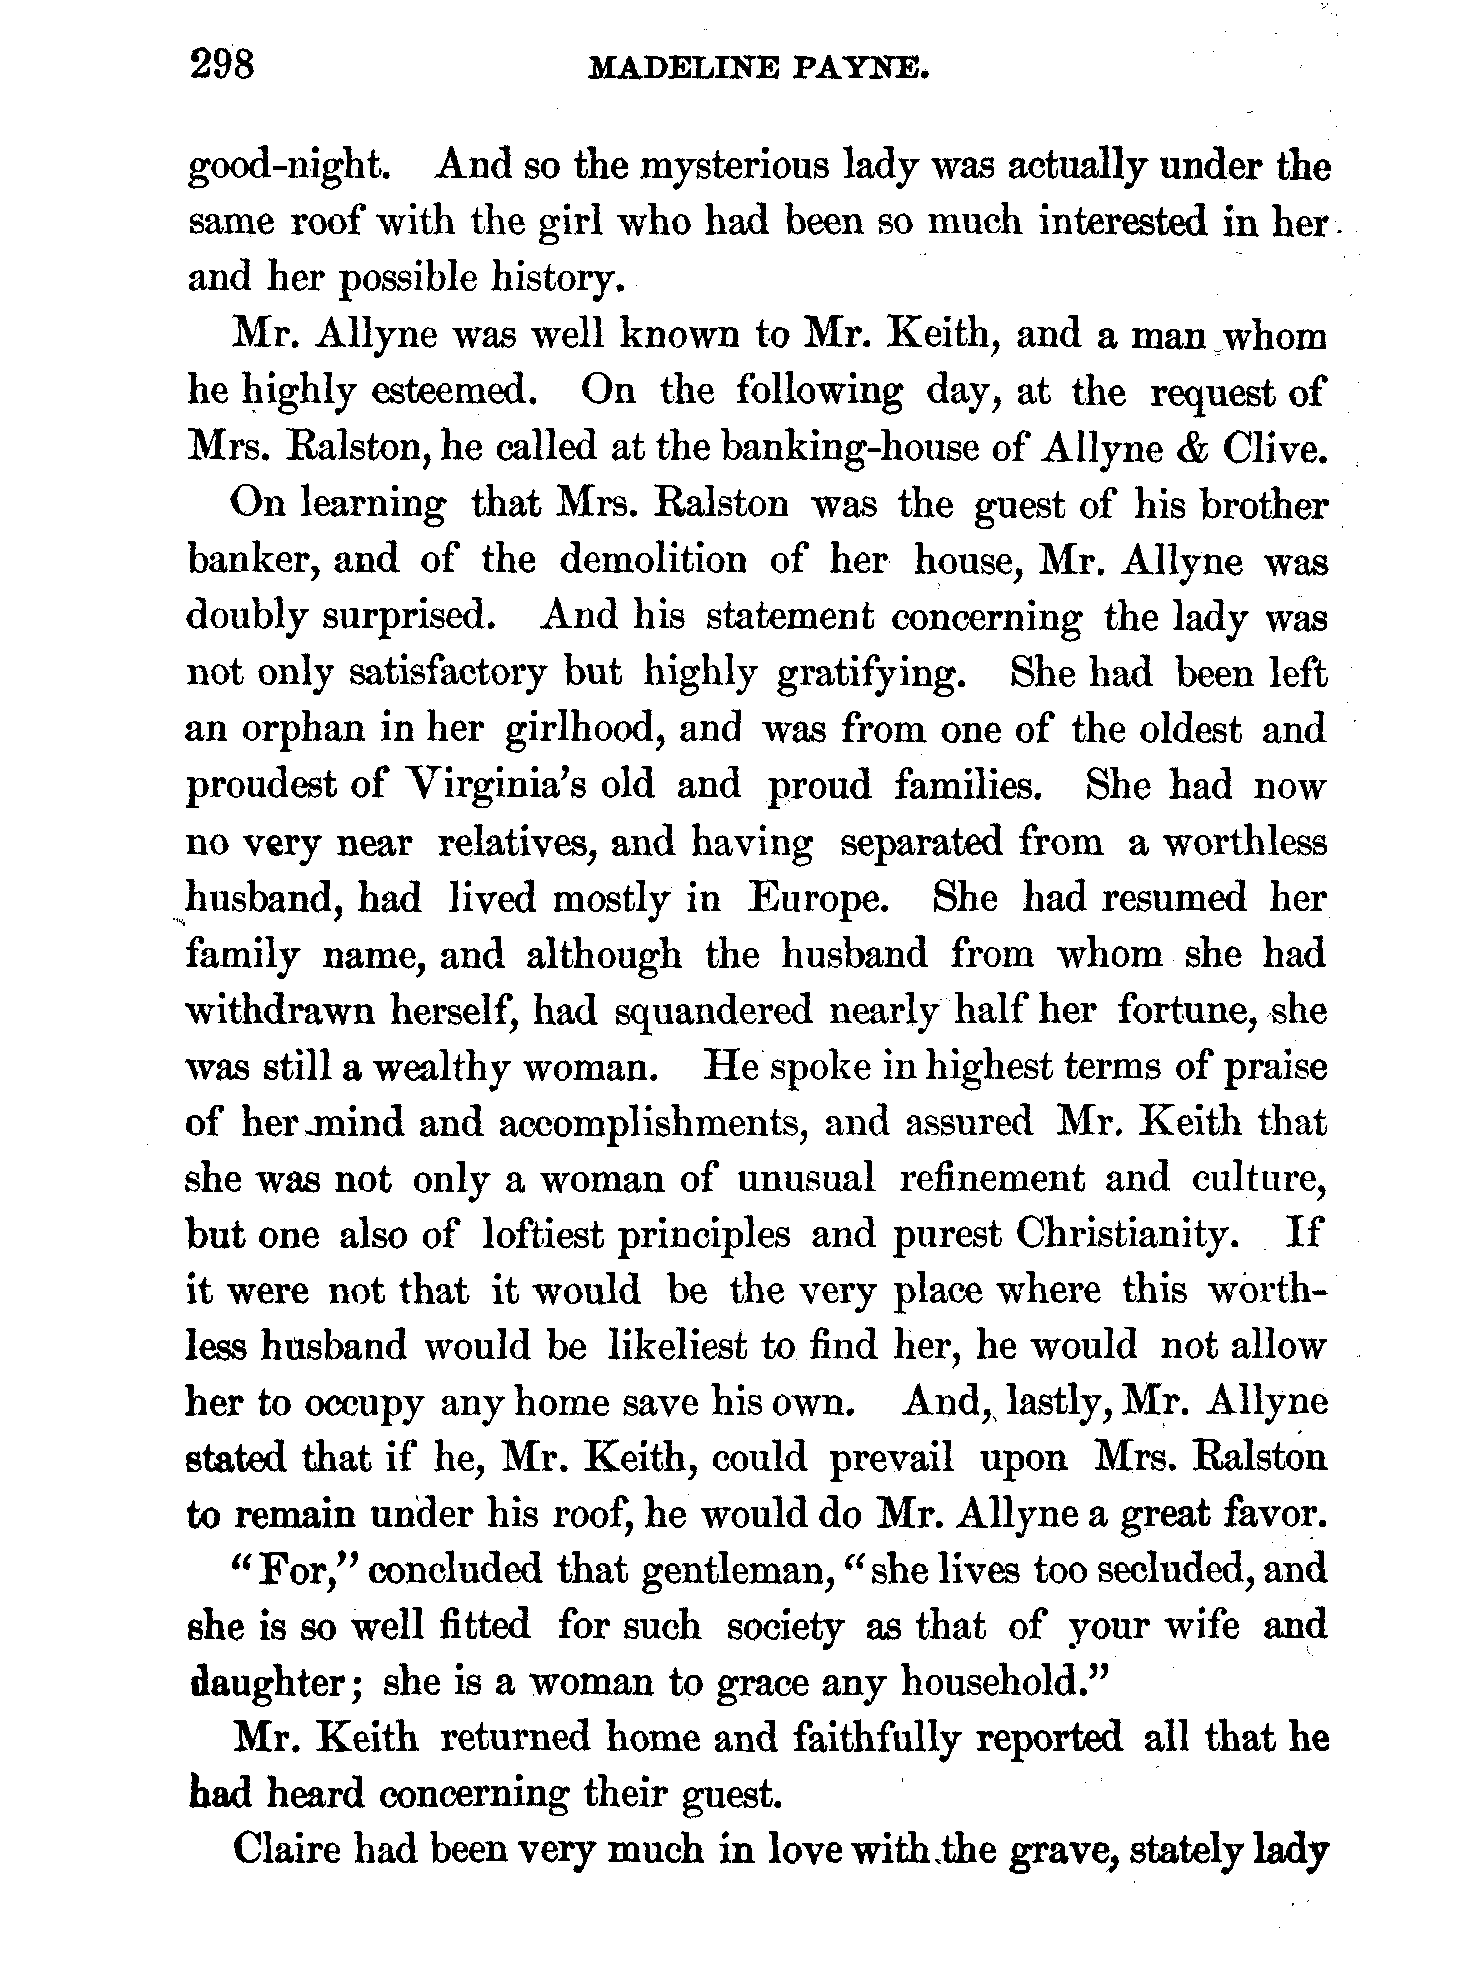 298 MADELINE PAYNE.
good-night. And so the mysterious lady was actually under the
same roof with the girl who had been so much interested in her
and her possible history.
Mr. Allyne was well known to Mr. Keith, and a man whom
he highly esteemed. On the following day, at the request of
Mrs. Ralston, he called at the banking-house of Allyne & Clive.
On learning that Mrs. Ralston was the guest of his brother
banker, and of the demolition of her house, Mr. Allyne was
doubly surprised. And his statement concerning the lady was
not only satisfactory but highly gratifying. She had been left
an orphan in her girlhood, and was from one of the oldest and
proudest of Virginia's old and proud families. She had now
no very near relatives, and having separated from a worthless
husband, had lived mostly in Europe. She had resumed her
family name, and although the husband from whom she had
withdrawn herself, had squandered nearly half her fortune, she
was still a wealthy woman. He spoke in highest terms of praise
of her mind and accomplishments, and assured Mr. Keith that
she was not only a woman of unusual refinement and culture,
but one also of loftiest principles and purest Christianity. If
it were not that it would be the very place where this worth-
less husband would be likeliest to find her, he would not allow
her to occupy any home save his own. And, lastly, Mr. Allyne
stated that if he, Mr. Keith, could prevail upon Mrs. Ralston
to remain under his roof, he would do Mr. Allyne a great favor.
"For," concluded that gentleman, "she lives too secluded, and
she is so well fitted for such society as that of your wife and
daughter; she is a woman to grace any household."
Mr. Keith returned home and faithfully reported all that he
had heard concerning their guest.
Claire had been very much in love with the grave, stately lady